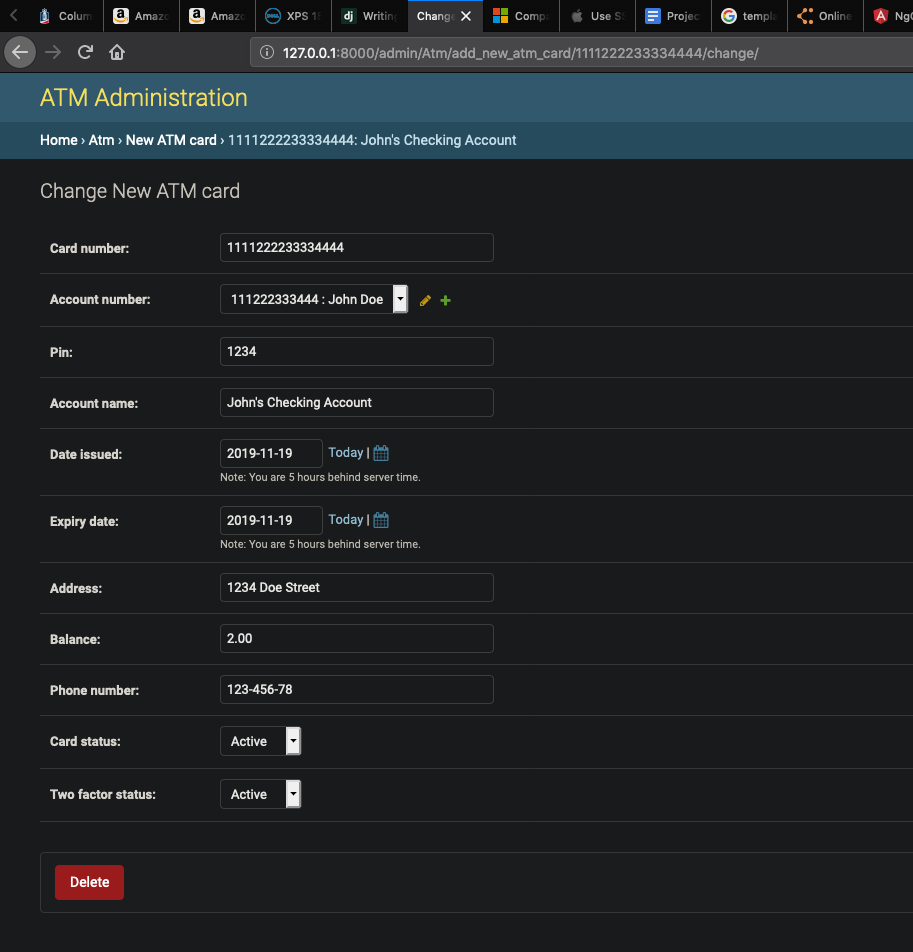 Colum Amazo Amazo XPS 1 Writing Change Compa Use S Projec templa Online NgC
127.0.0.1:8000/admin/Atm/add_new_atm_card/1111222233334444/change/
ATM Administration
Home › Atm › New ATM card › 1111222233334444: John's Checking Account
Change New ATM card
Card number: 1111222233334444
Account number: 111222333444 : John Doe
Pin: 1234
Account name: John's Checking Account
Date issued: 2019-11-19 Today |
Note: You are 5 hours behind server time.
Expiry date: 2019-11-19 Today |
Note: You are 5 hours behind server time.
Address: 1234 Doe Street
Balance: 2.00
Phone number: 123-456-78
Card status: Active
Two factor status: Active
Delete